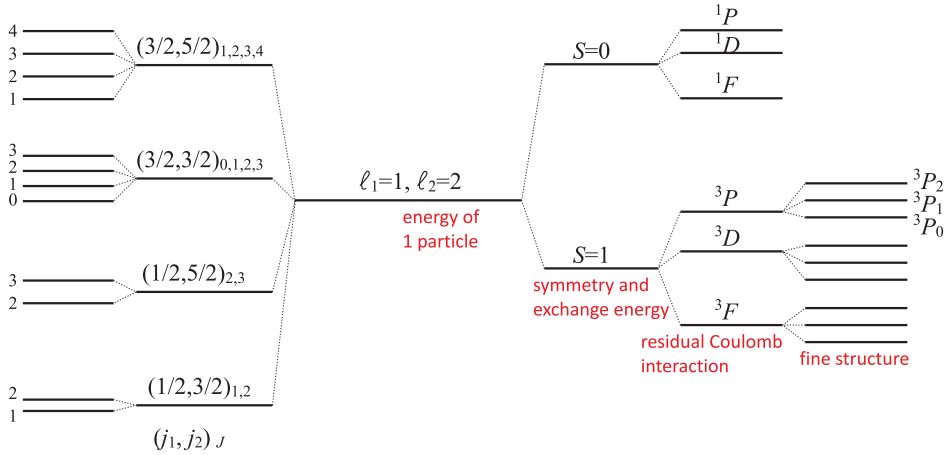 4
3
2
1
(3/2,5/2)1,2,3,4
3
2
1
0
(3/2,3/2)0,1,2,3
3
2
(1/2,5/2)2,3
2
1
(1/2,3/2)1,2
(j1, j2) J
ℓ1=1, ℓ2=2
energy of
1 particle
S=0
1P
1D
1F
S=1
symmetry and
exchange energy
3P
3D
3F
residual Coulomb
interaction
3P2
3P1
3P0
fine structure